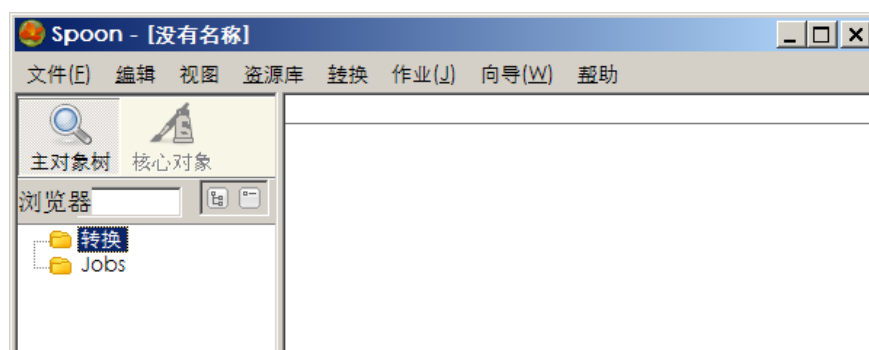 Spoon - [没有名称]
文件(F) 编辑 视图 资源库 转换 作业(J) 向导(W) 帮助
主对象树 核心对象
浏览器
转换
Jobs